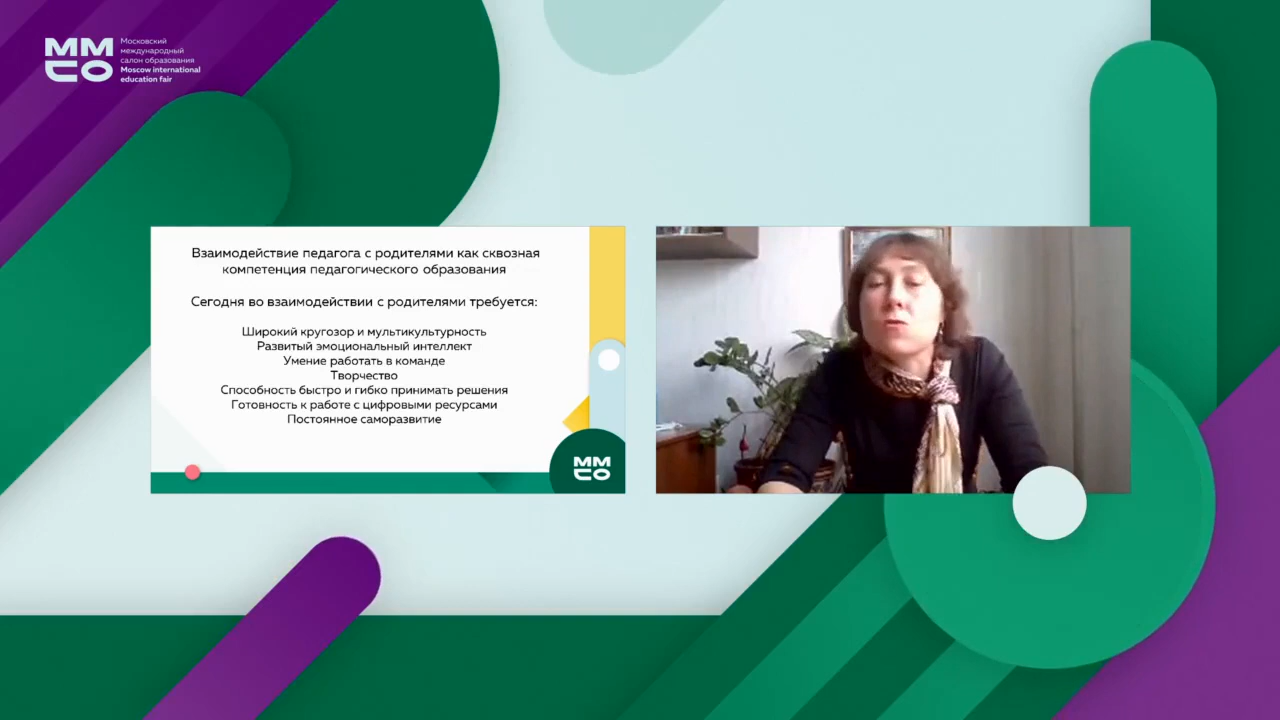 ММСО
Московский
международный
салон образования
Moscow international
education fair
Взаимодействие педагога с родителями как сквозная
компетенция педагогического образования
Сегодня во взаимодействии с родителями требуется:
Широкий кругозор и мультикультурность
Развитый эмоциональный интеллект
Умение работать в команде
Творчество
Способность быстро и гибко принимать решения
Готовность к работе с цифровыми ресурсами
Постоянное саморазвитие
ММСО